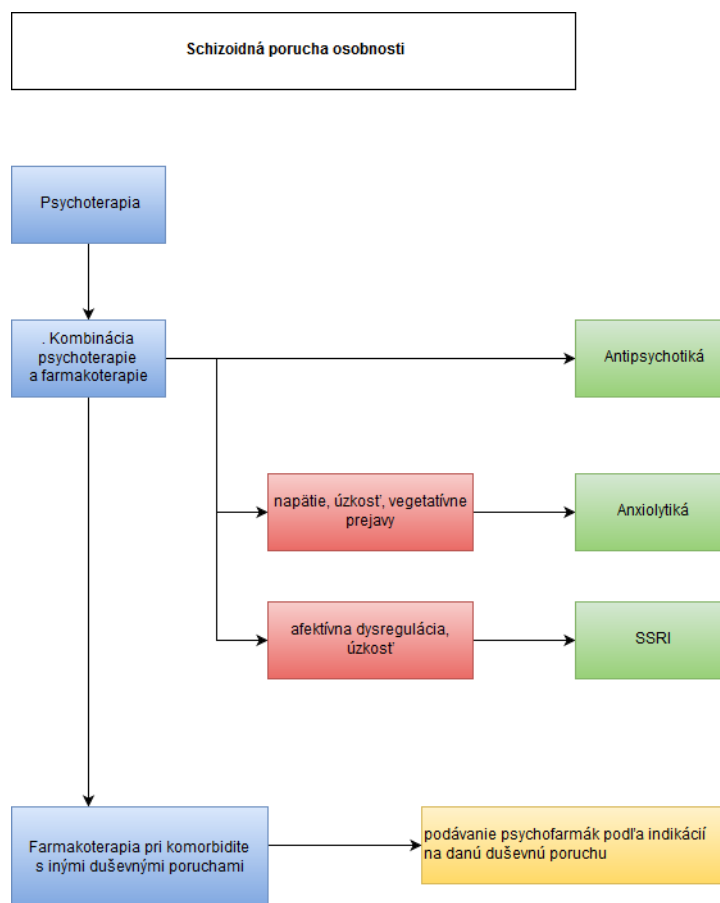 Schizoidná porucha osobnosti
Psychoterapia
. Kombinácia
psychoterapie
a farmakoterapie
Antipsychotiká
napätie, úzkosť, vegetatívne
prejavy
Anxiolytiká
afektívna dysregulácia,
úzkosť
SSRI
Farmakoterapia pri komorbidite
s inými duševnými poruchami
podávanie psychofarmák podľa indikácií
na danú duševnú poruchu